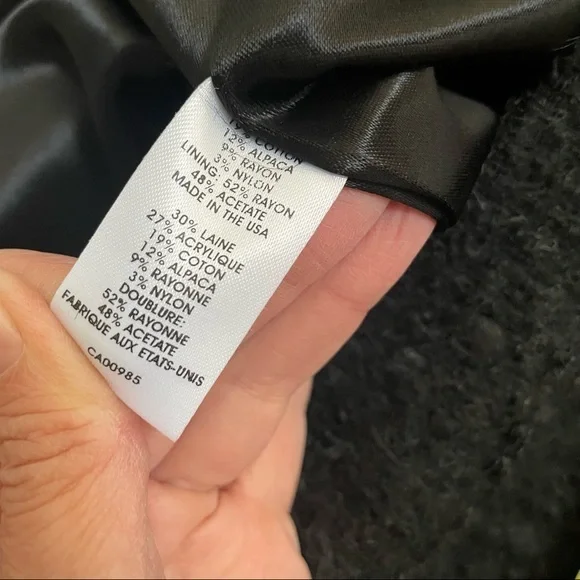 19% COTTON
12% ALPACA
9% RAYON
3% NYLON
LINING: 52% RAYON
48% ACETATE
MADE IN THE USA
30% LAINE
27% ACRYLIQUE
19% COTON
12% ALPACA
9% RAYONNE
3% NYLON
DOUBLURE:
52% RAYONNE
48% ACETATE
FABRIQUE AUX ETATS-UNIS
CA00985